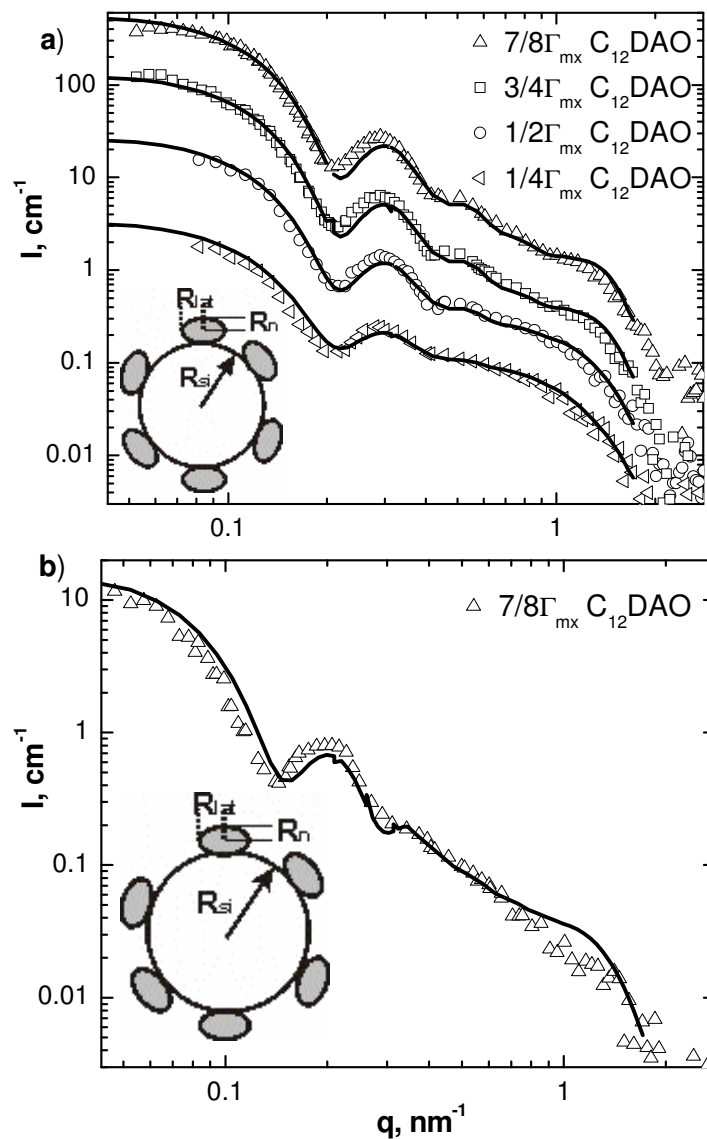 a)
7/8Γmx C12DAO
3/4Γmx C12DAO
1/2Γmx C12DAO
1/4Γmx C12DAO
100
10
1
0.1
0.01
I, cm-1
Rlat
Rn
Rsi
0.1
1
b)
7/8Γmx C12DAO
10
1
0.1
0.01
I, cm-1
Rlat
Rn
Rsi
0.1
1
q, nm-1